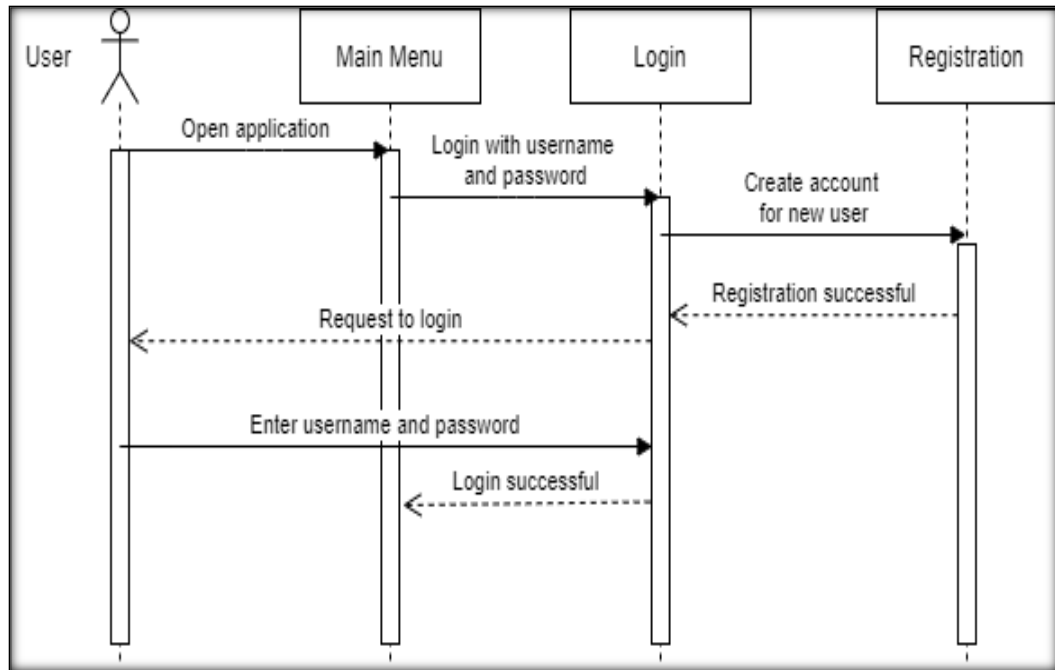 User
Main Menu
Login
Registration
Open application
Login with username
and password
Create account
for new user
Registration successful
Request to login
Enter username and password
Login successful